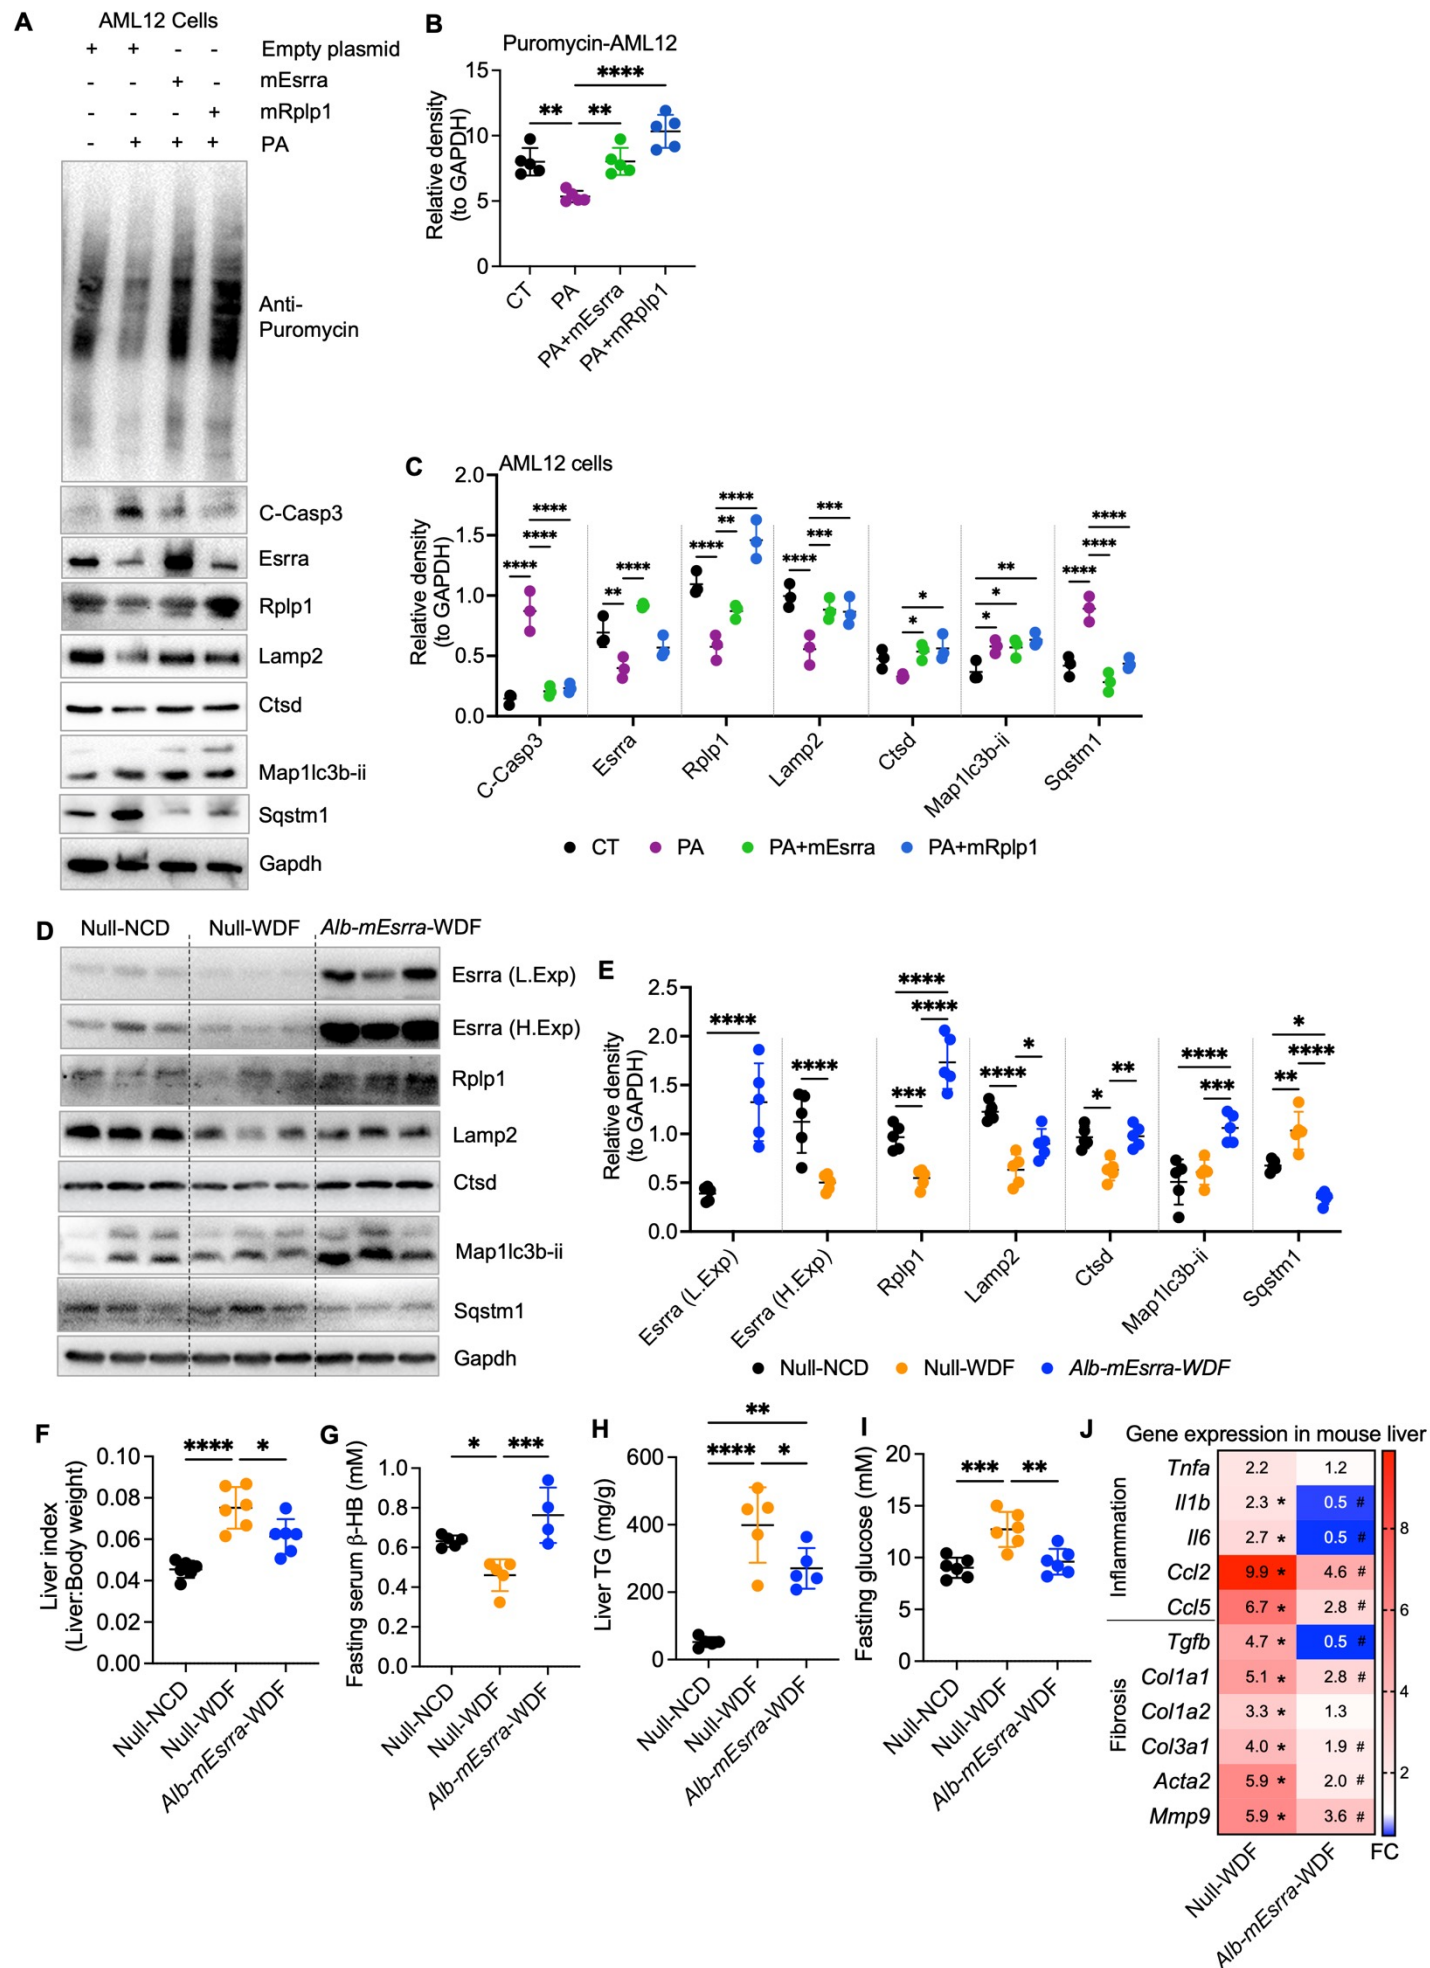 A
AML12 Cells
+ + - - Empty plasmid
- - + - mEsrra
- - - + mRplp1
- + + + PA
Anti-
Puromycin
C-Casp3
Esrra
Rplp1
Lamp2
Ctsd
Map1lc3b-ii
Sqstm1
Gapdh
B
Puromycin-AML12
Relative density
(to GAPDH)
15
10
5
0
** ** ****
CT
PA
PA+mEsrra
PA+mRplp1
C
AML12 cells
Relative density
(to GAPDH)
2.0
1.5
1.0
0.5
0.0
**** **** ****
** ****
**** ** ****
**** *** ***
* *
* * **
**** **** ****
C-Casp3
Esrra
Rplp1
Lamp2
Ctsd
Map1lc3b-ii
Sqstm1
CT PA PA+mEsrra PA+mRplp1
D
Null-NCD Null-WDF Alb-mEsrra-WDF
Esrra (L.Exp)
Esrra (H.Exp)
Rplp1
Lamp2
Ctsd
Map1lc3b-ii
Sqstm1
Gapdh
E
Relative density
(to GAPDH)
2.5
2.0
1.5
1.0
0.5
0.0
****
****
*** **** ****
**** *
* **
**** ***
* **** **
Esrra (L.Exp)
Esrra (H.Exp)
Rplp1
Lamp2
Ctsd
Map1lc3b-ii
Sqstm1
Null-NCD Null-WDF Alb-mEsrra-WDF
F
Liver index
(Liver:Body weight)
0.10
0.08
0.06
0.04
0.02
0.00
**** *
Null-NCD
Null-WDF
Alb-mEsrra-WDF
G
Fasting serum β-HB (mM)
1.0
0.8
0.6
0.4
0.2
0.0
* ***
Null-NCD
Null-WDF
Alb-mEsrra-WDF
H
Liver TG (mg/g)
600
400
200
0
**
**** *
Null-NCD
Null-WDF
Alb-mEsrra-WDF
I
Fasting glucose (mM)
20
15
10
5
0
*** **
Null-NCD
Null-WDF
Alb-mEsrra-WDF
J
Gene expression in mouse liver
Inflammation
Tnfa 2.2 1.2
Il1b 2.3 * 0.5 #
Il6 2.7 * 0.5 #
Ccl2 9.9 * 4.6 #
Ccl5 6.7 * 2.8 #
Fibrosis
Tgfb 4.7 * 0.5 #
Col1a1 5.1 * 2.8 #
Col1a2 3.3 * 1.3
Col3a1 4.0 * 1.9 #
Acta2 5.9 * 2.0 #
Mmp9 5.9 * 3.6 #
8
6
4
2
FC
Null-WDF
Alb-mEsrra-WDF